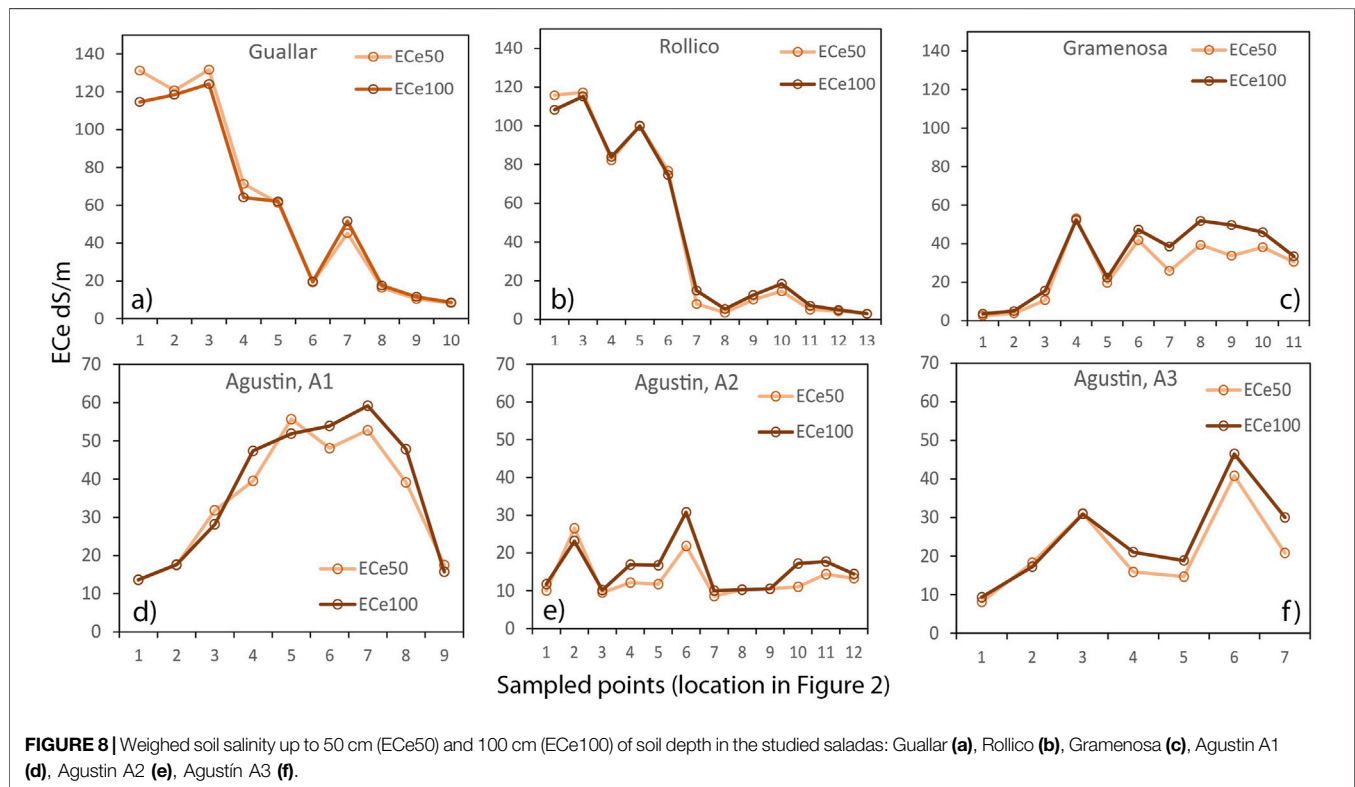 Guallar
ECe50
ECe100
140
120
100
80
60
40
20
0
1 2 3 4 5 6 7 8 9 10
a)
Rollico
ECe50
ECe100
140
120
100
80
60
40
20
0
1 3 4 5 6 7 8 9 10 11 12 13
b)
Gramenosa
ECe50
ECe100
140
120
100
80
60
40
20
0
1 2 3 4 5 6 7 8 9 10 11
c)
ECe dS/m
Agustin, A1
70
60
50
40
30
20
10
0
ECe50
ECe100
d)
1 2 3 4 5 6 7 8 9
Agustin, A2
ECe50
ECe100
70
60
50
40
30
20
10
0
e)
1 2 3 4 5 6 7 8 9 10 11 12
Agustin, A3
ECe50
ECe100
70
60
50
40
30
20
10
0
f)
1 2 3 4 5 6 7
Sampled points (location in Figure 2)
FIGURE 8 | Weighed soil salinity up to 50 cm (ECe50) and 100 cm (ECe100) of soil depth in the studied saladas: Guallar (a), Rollico (b), Gramenosa (c), Agustin A1
(d), Agustin A2 (e), Agustín A3 (f).